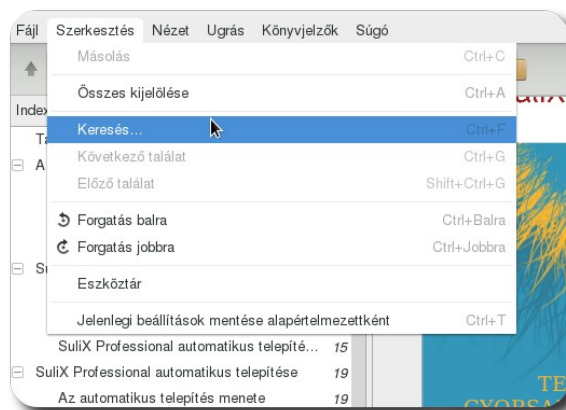 Fájl Szerkesztés Nézet Ugrás Könyvjelzők Súgó
Másolás Ctrl+C
Összes kijelölése Ctrl+A
Keresés... Ctrl+F
Következő találat Ctrl+G
Előző találat Shift+Ctrl+G
Forgatás balra Ctrl+Balra
Forgatás jobbra Ctrl+Jobbra
Eszköztár
Jelenlegi beállítások mentése alapértelmezettként Ctrl+T
SuliX Professional automatikus telepíté... 15
SuliX Professional automatikus telepítése 19
Az automatikus telepítés menete 19